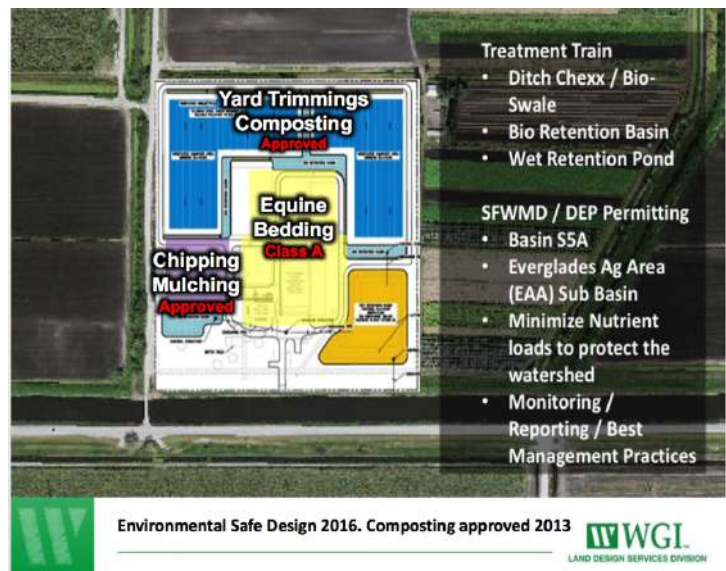 Yard Trimmings
Composting
Approved
Equine
Bedding
Class A
Chipping
Mulching
Approved
Treatment Train
• Ditch Chexx / Bio-
Swale
• Bio Retention Basin
• Wet Retention Pond
SFWMD / DEP Permitting
• Basin S5A
• Everglades Ag Area
(EAA) Sub Basin
• Minimize Nutrient
loads to protect the
watershed
• Monitoring /
Reporting / Best
Management Practices
Environmental Safe Design 2016. Composting approved 2013
WGI
LAND DESIGN SERVICES DIVISION